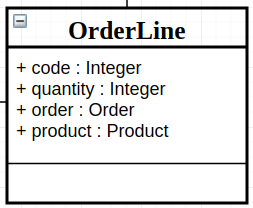 OrderLine
+ code : Integer
+ quantity : Integer
+ order : Order
+ product : Product